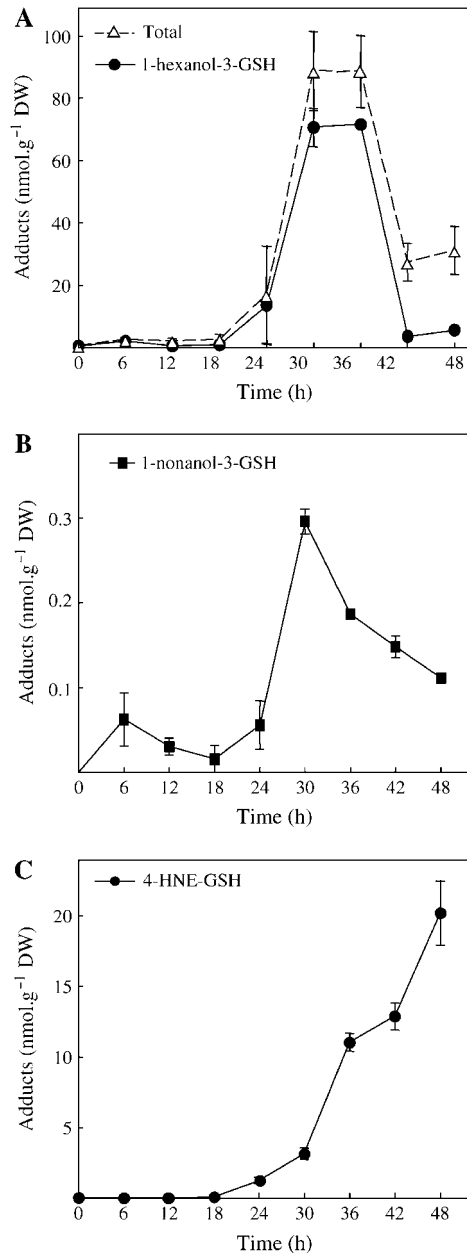 A
Total
1-hexanol-3-GSH
Adducts (nmol.g⁻¹ DW)
100
80
60
40
20
0 6 12 18 24 30 36 42 48
Time (h)
B
1-nonanol-3-GSH
Adducts (nmol.g⁻¹ DW)
0.3
0.2
0.1
0 6 12 18 24 30 36 42 48
Time (h)
C
4-HNE-GSH
Adducts (nmol.g⁻¹ DW)
20
15
10
5
0 6 12 18 24 30 36 42 48
Time (h)